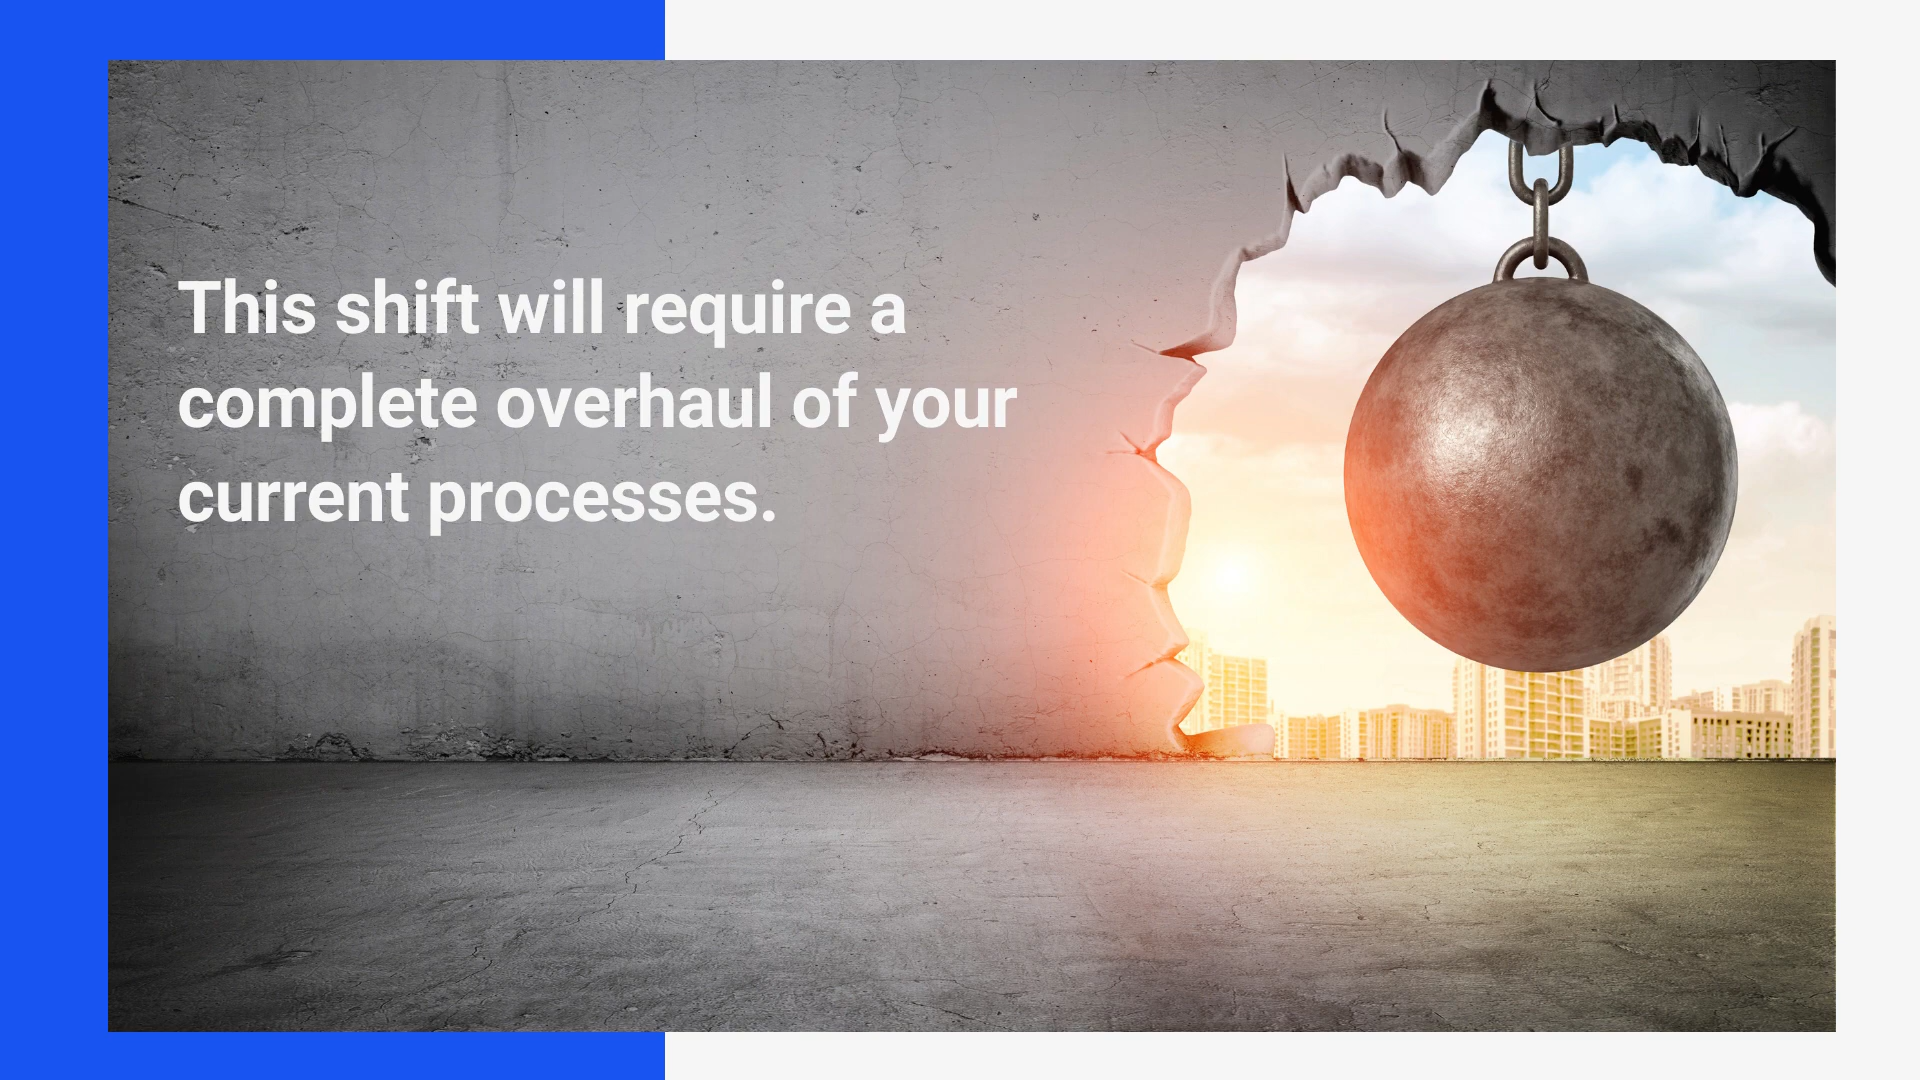 This shift will require a
complete overhaul of your
current processes.